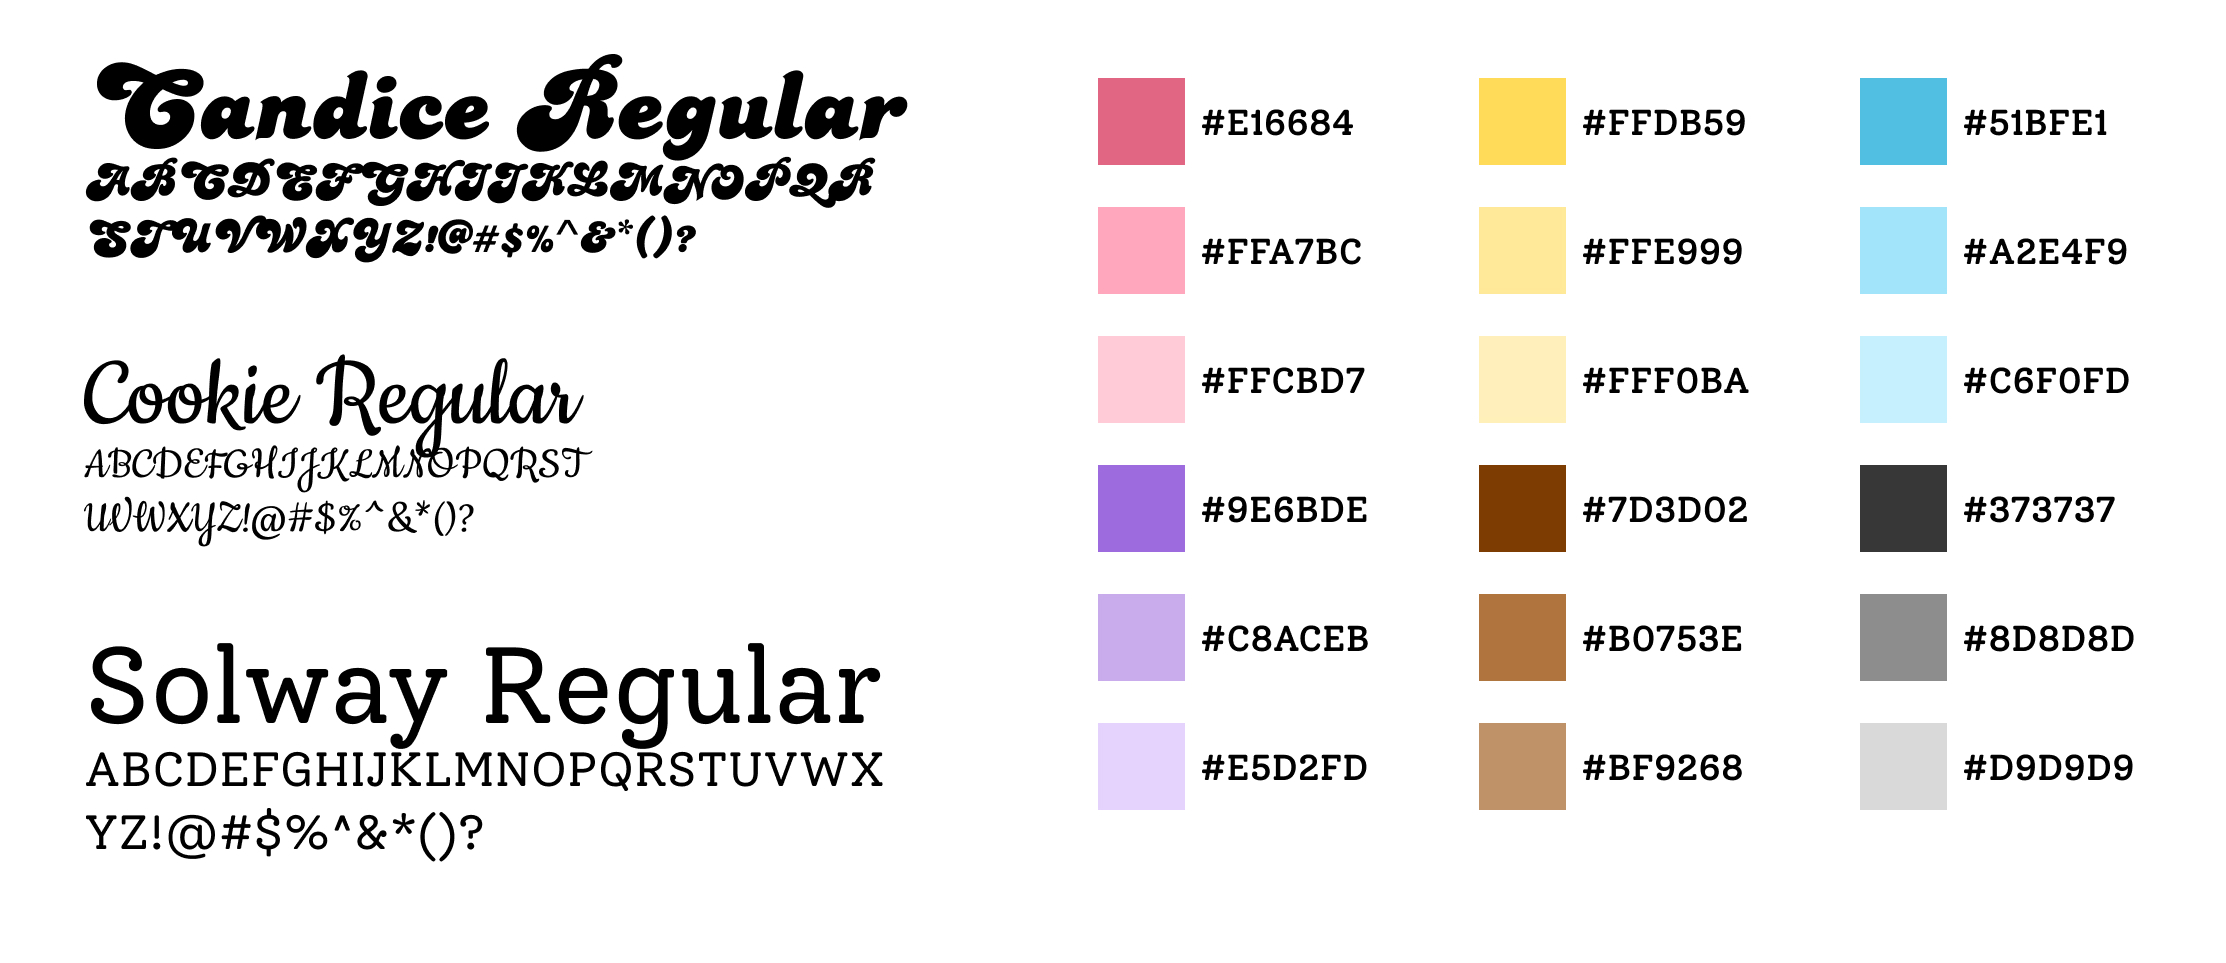 Candice Regular
ABCDEFGHIJKLMNOPQR
STUVWXYZ!@#$%^&*()?
Cookie Regular
ABCDEFGHIJKLMNOPQRST
UVWXYZ!@#$%^&*()?
Solway Regular
ABCDEFGHIJKLMNOPQRSTUVWX
YZ!@#$%^&*()?
#E16684
#FFDB59
#51BFE1
#FFA7BC
#FFE999
#A2E4F9
#FFCBD7
#FFF0BA
#C6F0FD
#9E6BDE
#7D3D02
#373737
#C8ACEB
#B0753E
#8D8D8D
#E5D2FD
#BF9268
#D9D9D9